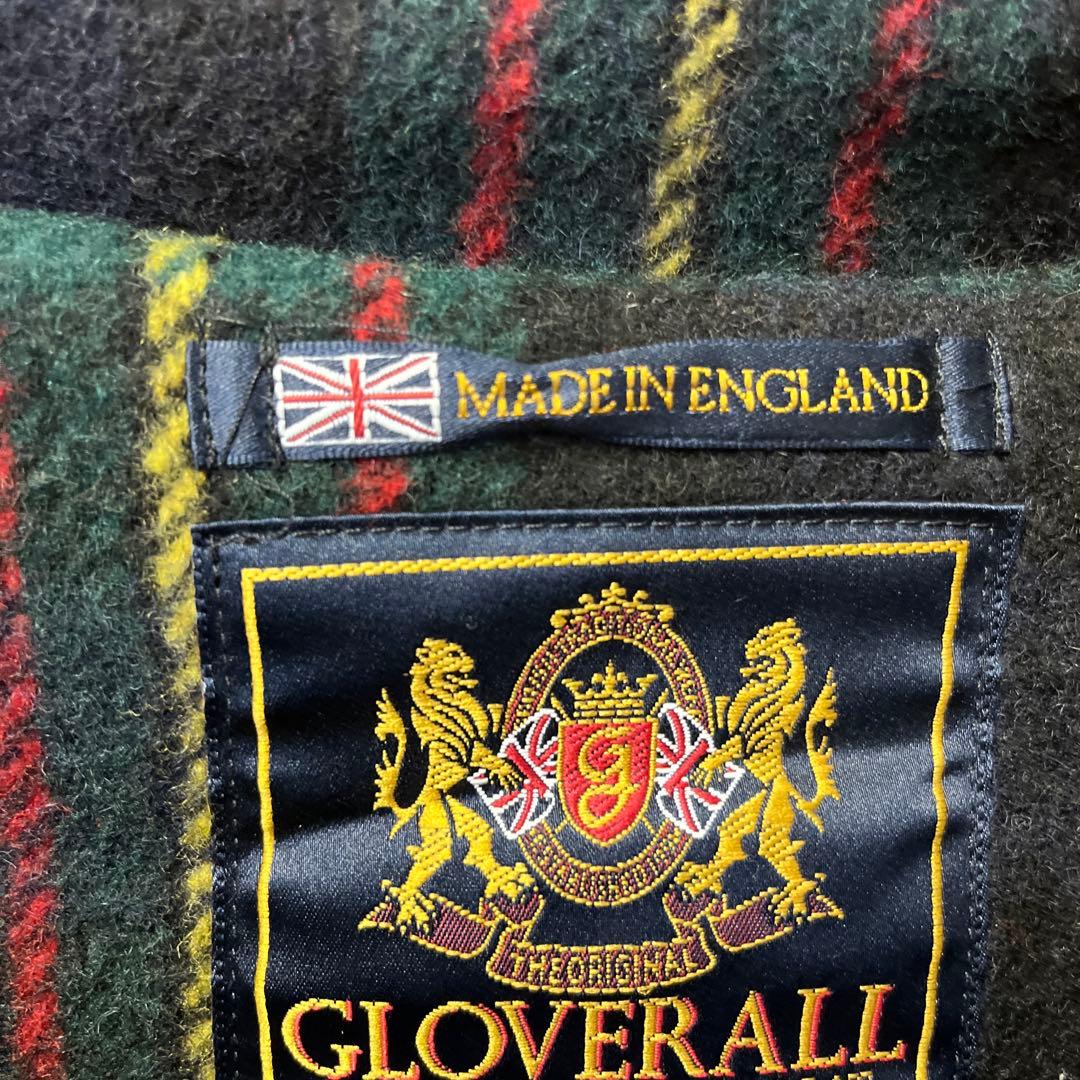 MADE IN ENGLAND
G
THE ORIGINAL
GLOVERALL